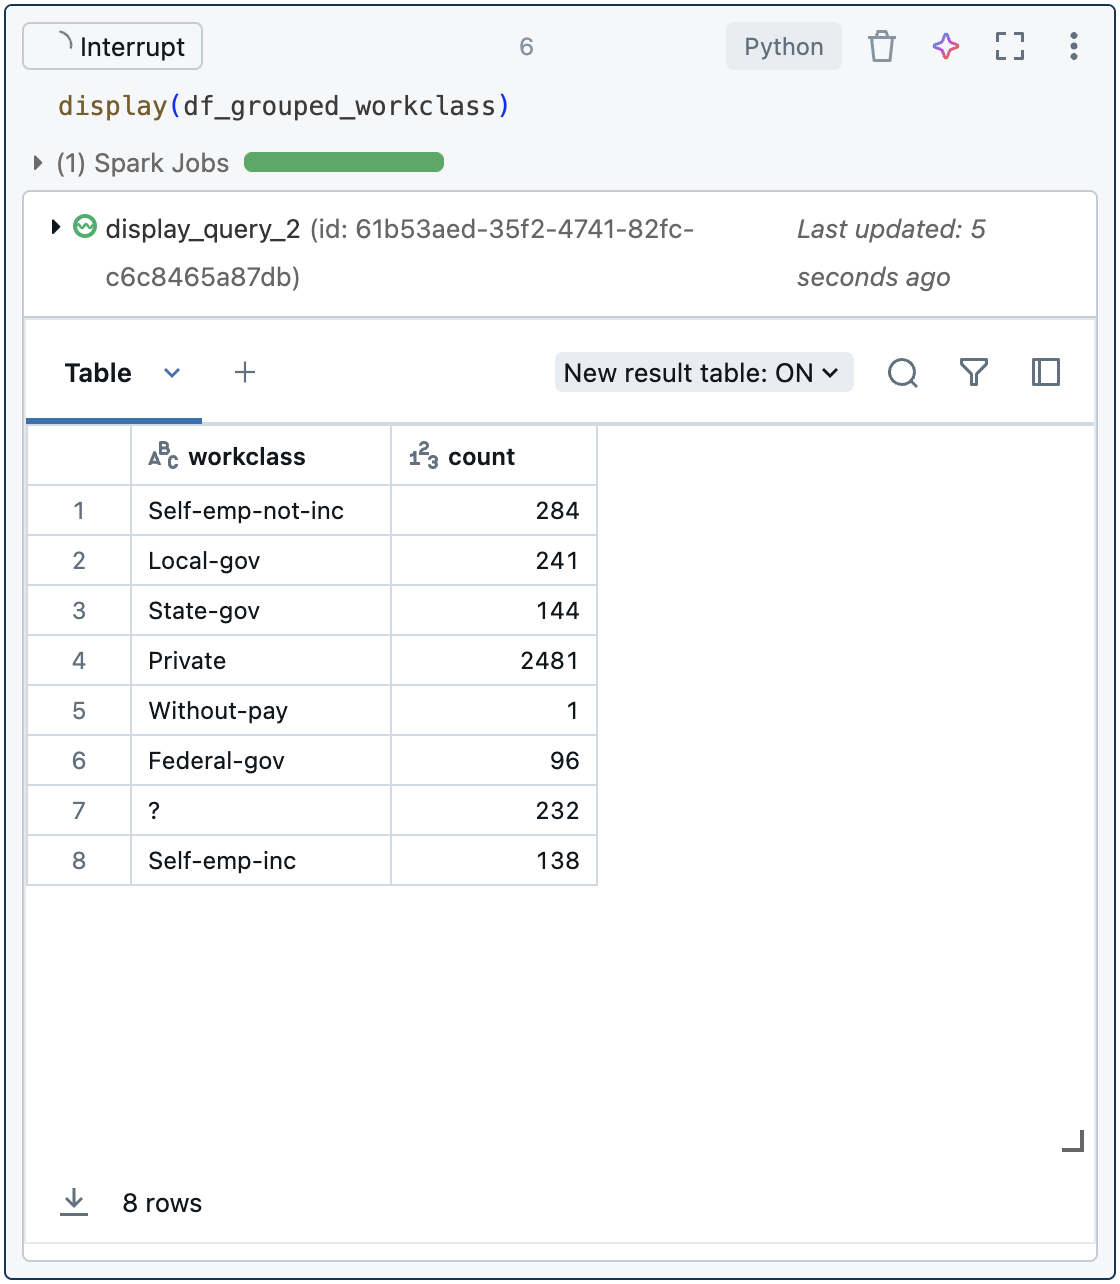 Interrupt 6 Python
display(df_grouped_workclass)
(1) Spark Jobs
display_query_2 (id: 61b53aed-35f2-4741-82fc-
c6c8465a87db)
Last updated: 5
seconds ago
Table + New result table: ON
ABC workclass 123 count
1 Self-emp-not-inc 284
2 Local-gov 241
3 State-gov 144
4 Private 2481
5 Without-pay 1
6 Federal-gov 96
7 ? 232
8 Self-emp-inc 138
8 rows